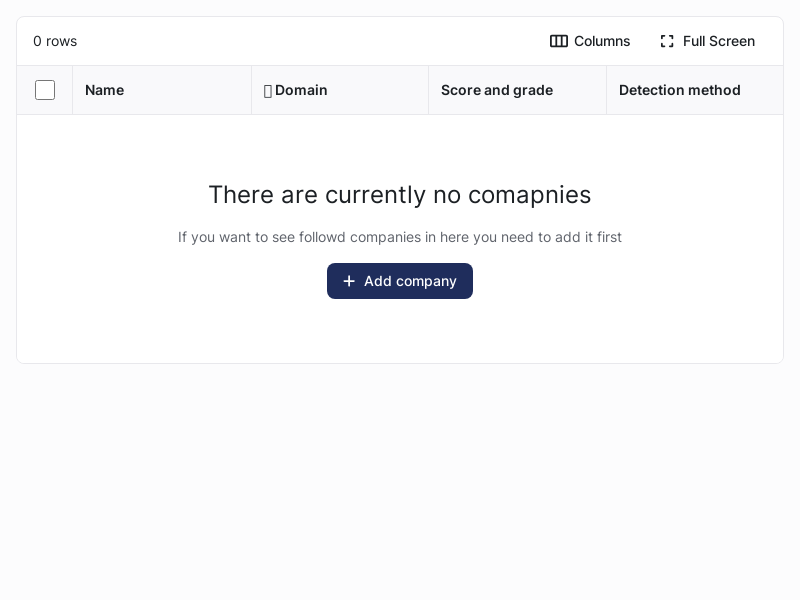 0 rows
Columns
Full Screen
Name
Domain
Score and grade
Detection method
There are currently no comapnies
If you want to see followd companies in here you need to add it first
Add company